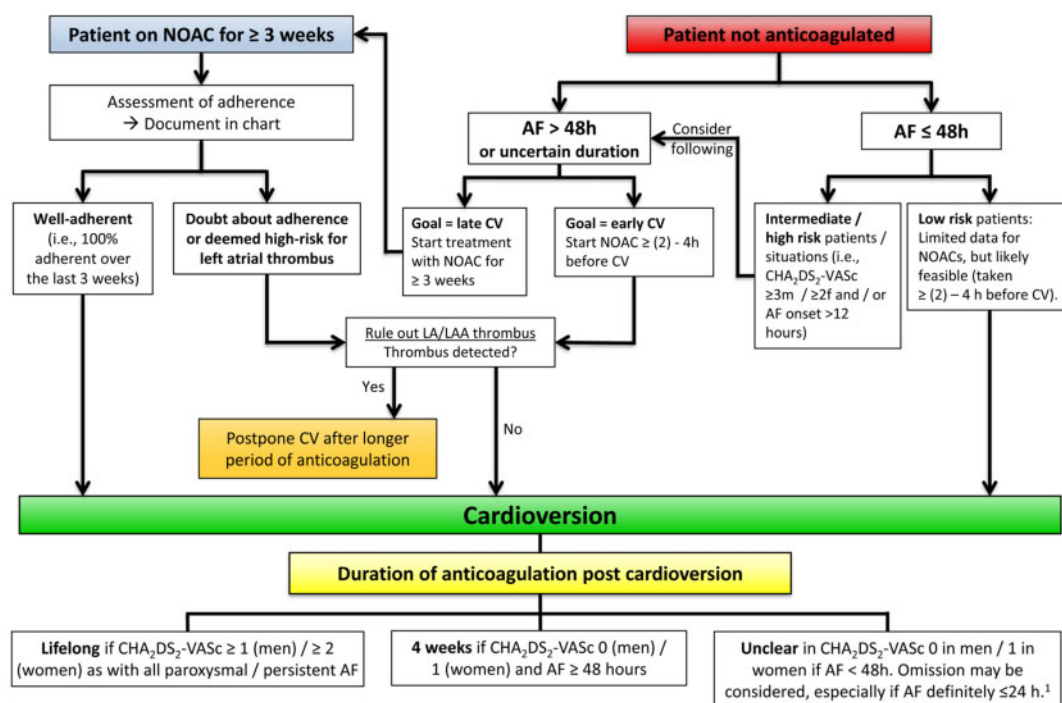 Patient on NOAC for ≥ 3 weeks
Patient not anticoagulated
Assessment of adherence
→ Document in chart
AF > 48h
or uncertain duration
Consider
following
AF ≤ 48h
Well-adherent
(i.e., 100%
adherent over
the last 3 weeks)
Doubt about adherence
or deemed high-risk for
left atrial thrombus
Goal = late CV
Start treatment
with NOAC for
≥ 3 weeks
Goal = early CV
Start NOAC ≥ (2) - 4h
before CV
Intermediate /
high risk patients /
situations (i.e.,
CHA₂DS₂-VASc
≥3m / ≥2f and / or
AF onset >12
hours)
Low risk patients:
Limited data for
NOACs, but likely
feasible (taken
≥ (2) – 4 h before CV).
Rule out LA/LAA thrombus
Thrombus detected?
Yes
No
Postpone CV after longer
period of anticoagulation
Cardioversion
Duration of anticoagulation post cardioversion
Lifelong if CHA₂DS₂-VASc ≥ 1 (men) / ≥ 2
(women) as with all paroxysmal / persistent AF
4 weeks if CHA₂DS₂-VASc 0 (men) /
1 (women) and AF ≥ 48 hours
Unclear in CHA₂DS₂-VASc 0 in men / 1 in
women if AF < 48h. Omission may be
considered, especially if AF definitely ≤24 h.¹